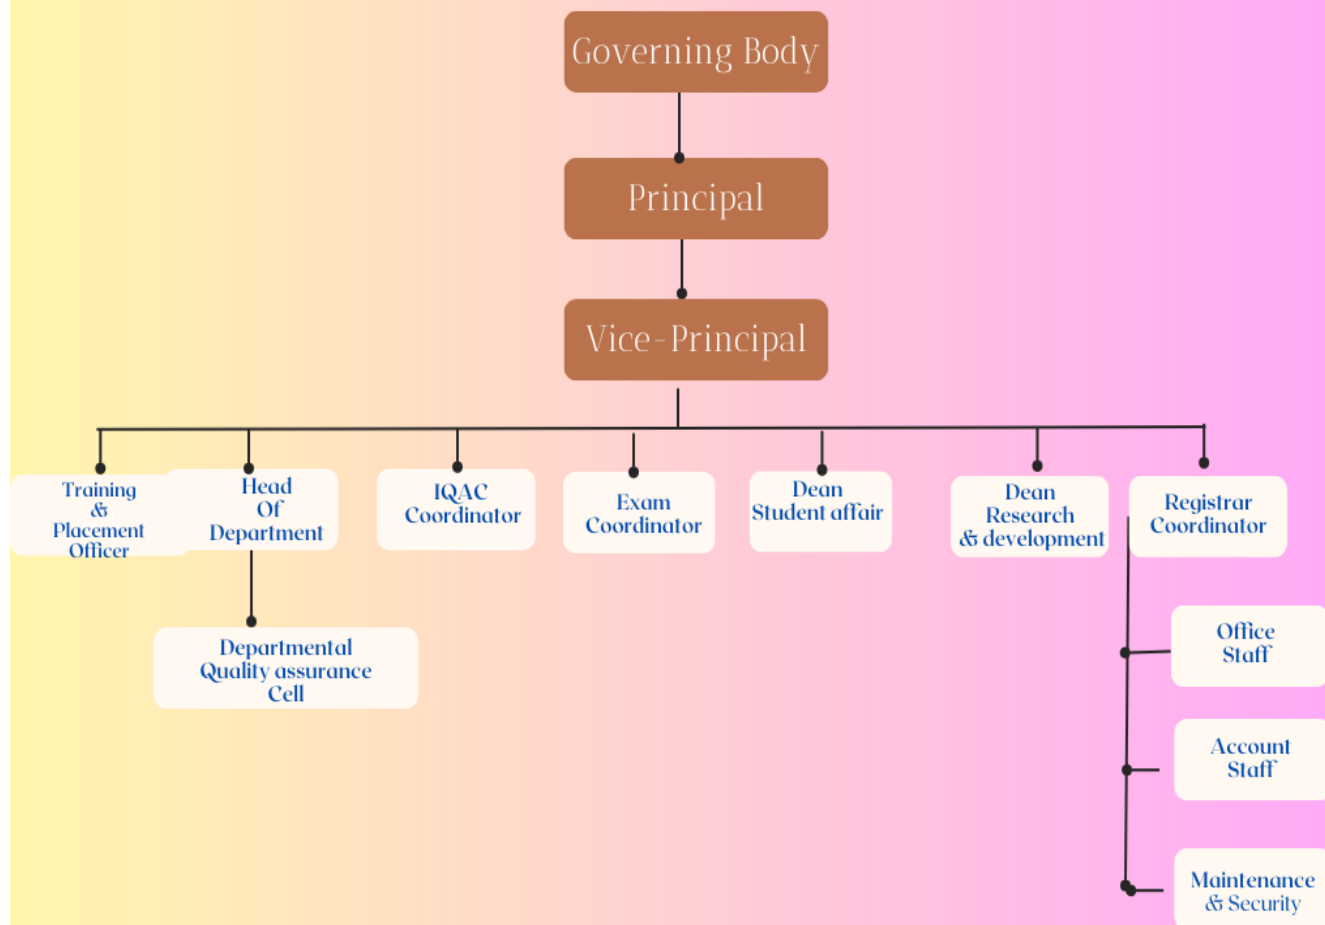 Governing Body
Principal
Vice-Principal
Training
&
Placement
Officer
Head
Of
Department
IQAC
Coordinator
Exam
Coordinator
Dean
Student affair
Dean
Research
& development
Registrar
Coordinator
Departmental
Quality assurance
Cell
Office
Staff
Account
Staff
Maintenance
& Security